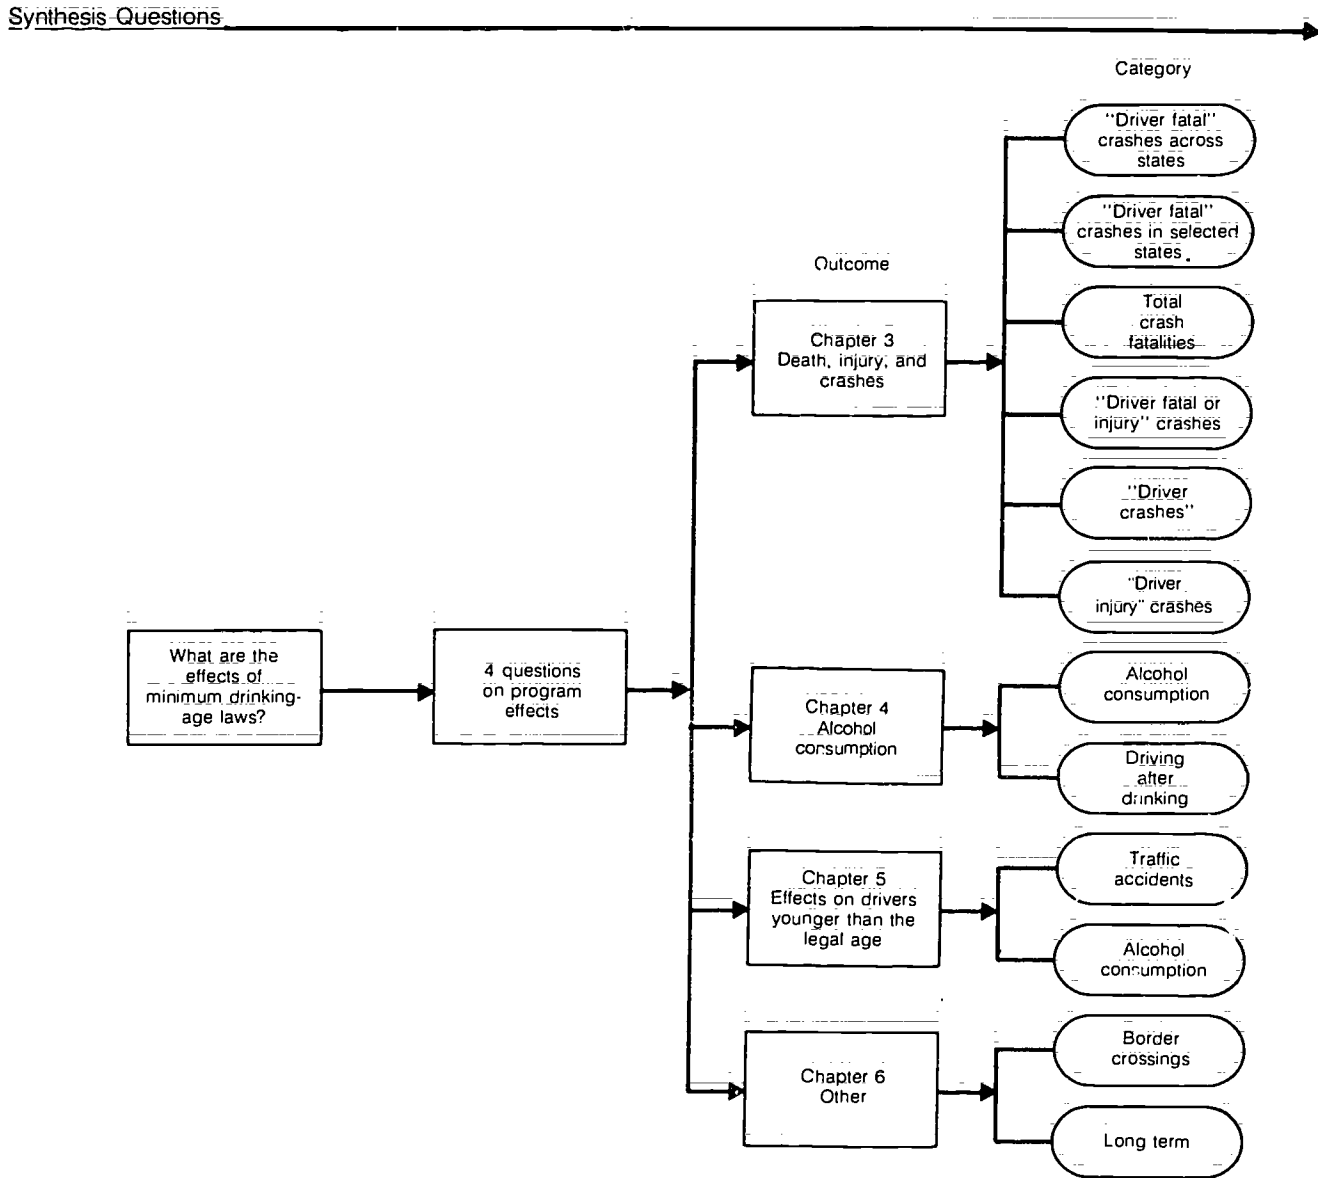 Synthesis Questions
Category
"Driver fatal"
crashes across
states
"Driver fatal"
crashes in selected
states
Outcome
Total
crash
fatalities
Chapter 3
Death, injury, and
crashes
"Driver fatal or
injury" crashes
"Driver
crashes"
"Driver
injury" crashes
What are the
effects of
minimum drinking-
age laws?
4 questions
on program
effects
Chapter 4
Alcohol
consumption
Alcohol
consumption
Driving
after
drinking
Chapter 5
Effects on drivers
younger than the
legal age
Traffic
accidents
Alcohol
consumption
Chapter 6
Other
Border
crossings
Long term